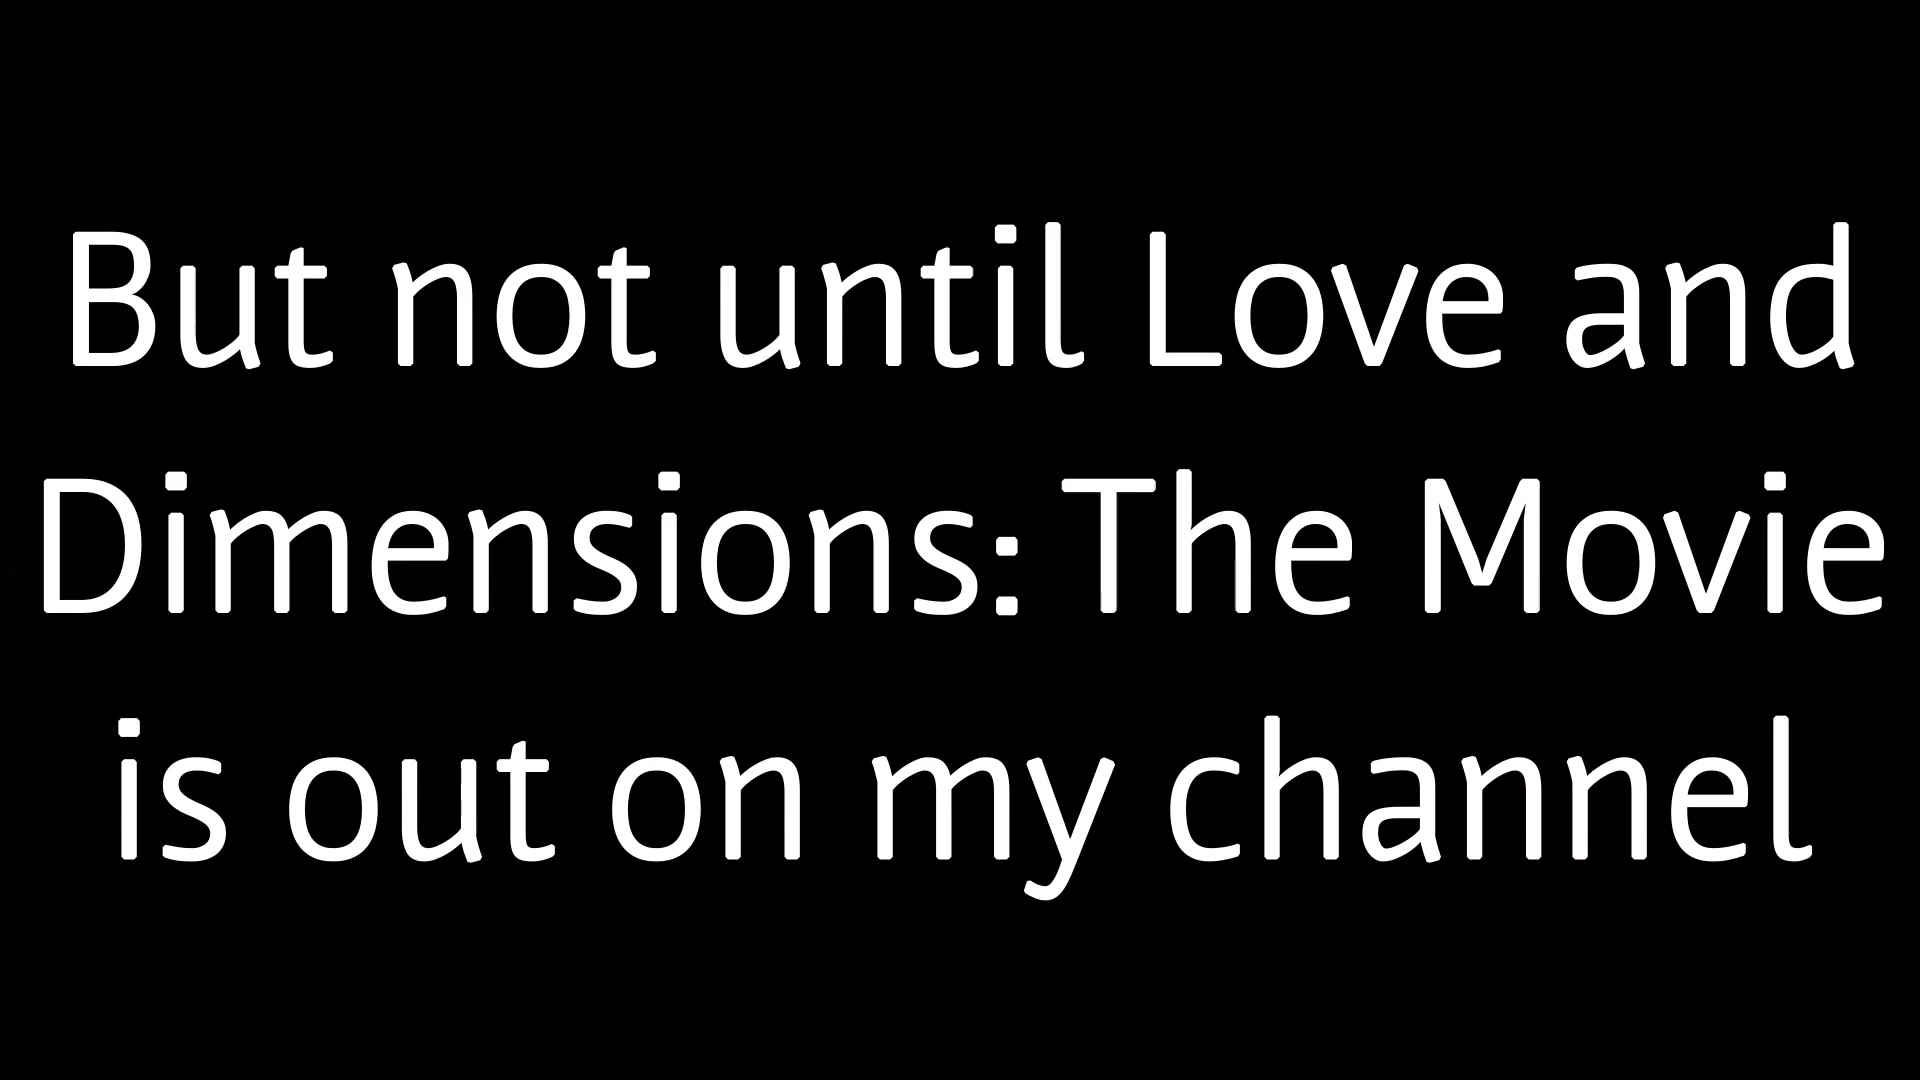 But not until Love and
Dimensions: The Movie
is out on my channel